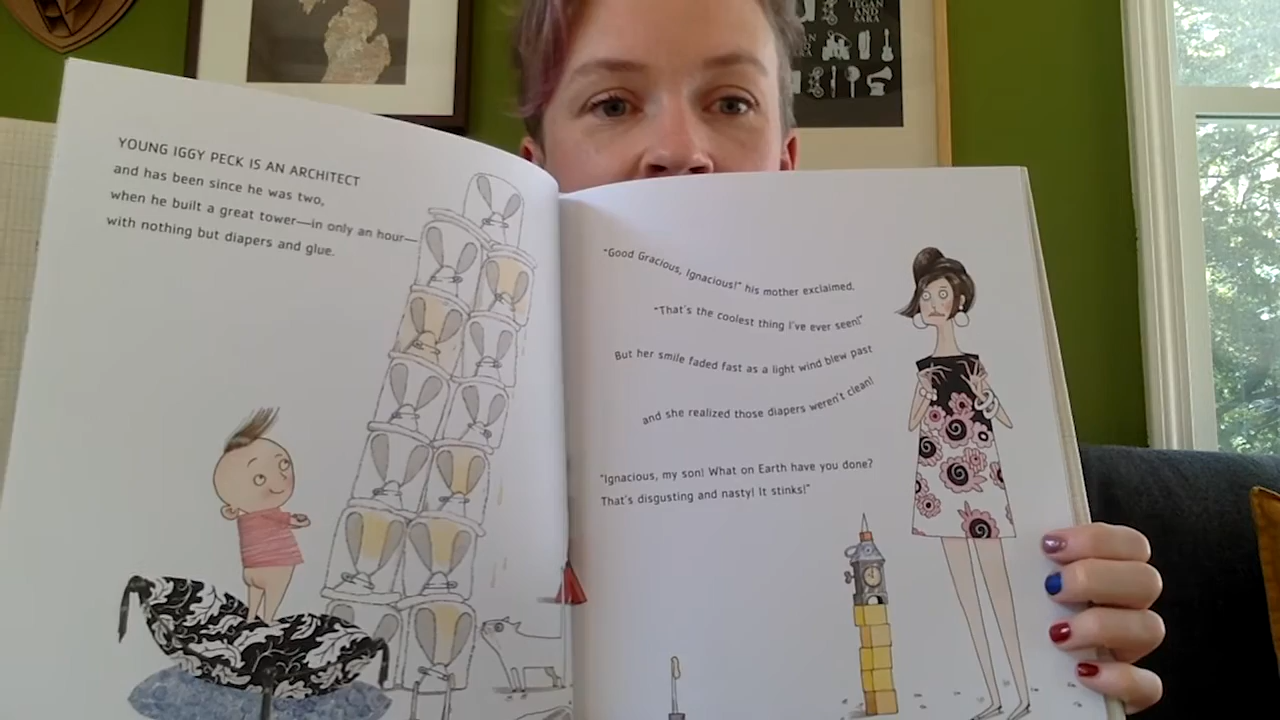 TEGAN
AND
SARA
YOUNG IGGY PECK IS AN ARCHITECT
and has been since he was two,
when he built a great tower—in only an hour—
with nothing but diapers and glue.
"Good Gracious, Ignacious!" his mother exclaimed.
"That's the coolest thing I've ever seen!"
But her smile faded fast as a light wind blew past
and she realized those diapers weren't clean!
"Ignacious, my son! What on Earth have you done?
That's disgusting and nasty! It stinks!"